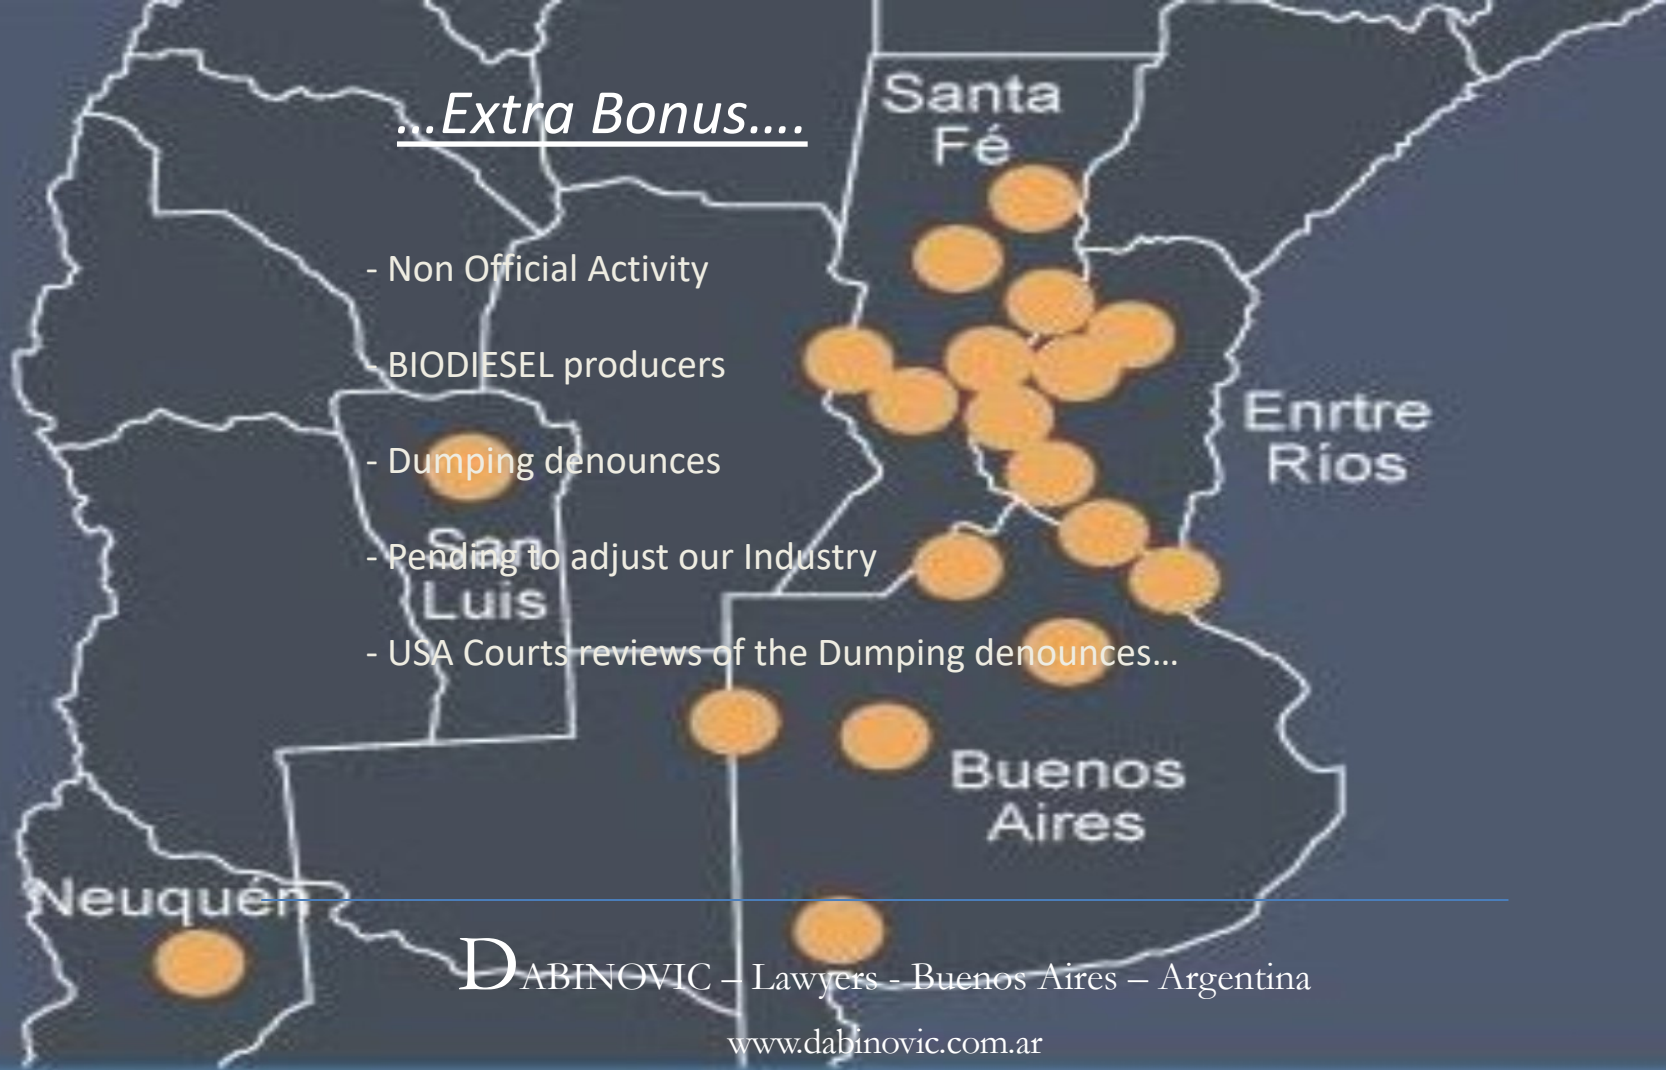 ...Extra Bonus....
Santa
Fé
- Non Official Activity
- BIODIESEL producers
Enrtre
Ríos
- Dumping denounces
San
Luis
- Pending to adjust our Industry
- USA Courts reviews of the Dumping denounces...
Buenos
Aires
Neuquén
DABINOVIC – Lawyers - Buenos Aires – Argentina
www.dabinovic.com.ar